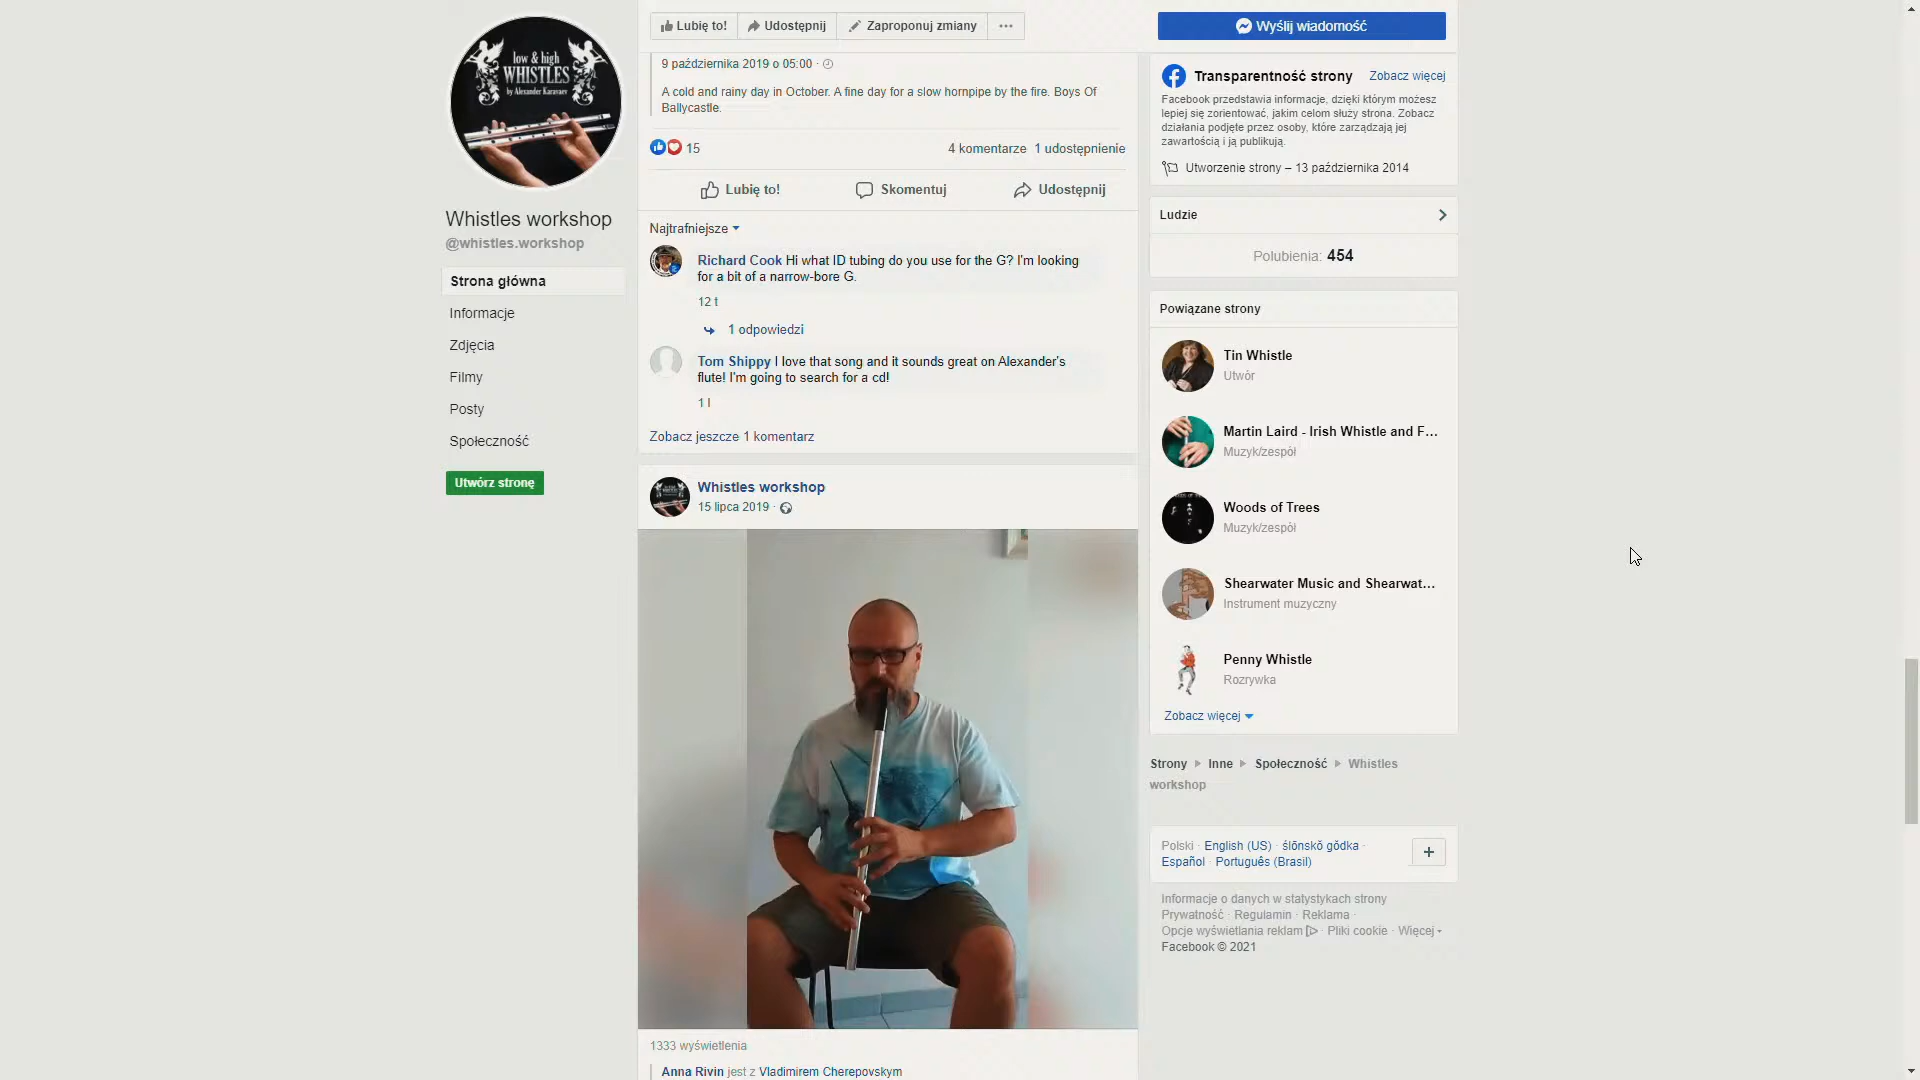 low & high
WHISTLES
by Alexander Karavaev
Whistles workshop
@whistles.workshop
Strona główna
Informacje
Zdjęcia
Filmy
Posty
Społeczność
Utwórz stronę
Lubię to!
Udostępnij
Zaproponuj zmiany
9 października 2019 o 05:00 ·
A cold and rainy day in October. A fine day for a slow hornpipe by the fire. Boys Of
Ballycastle.
15
4 komentarze 1 udostępnienie
Lubię to!
Skomentuj
Udostępnij
Najtrafniejsze
Richard Cook Hi what ID tubing do you use for the G? I'm looking
for a bit of a narrow-bore G.
12 t
1 odpowiedzi
Tom Shippy I love that song and it sounds great on Alexander's
flute! I'm going to search for a cd!
1 l
Zobacz jeszcze 1 komentarz
Whistles workshop
15 lipca 2019 ·
1333 wyświetlenia
Anna Rivin jest z Vladimirem Cherepovskym
Wyślij wiadomość
Transparentność strony
Zobacz więcej
Facebook przedstawia informacje, dzięki którym możesz
lepiej się zorientować, jakim celom służy strona. Zobacz
działania podjęte przez osoby, które zarządzają jej
zawartością i ją publikują.
Utworzenie strony – 13 października 2014
Ludzie
Polubienia: 454
Powiązane strony
Tin Whistle
Utwór
Martin Laird - Irish Whistle and F...
Muzyk/zespół
Woods of Trees
Muzyk/zespół
Shearwater Music and Shearwat...
Instrument muzyczny
Penny Whistle
Rozrywka
Zobacz więcej
Strony Inne Społeczność Whistles
workshop
Polski · English (US) · ślōnskŏ gŏdka ·
Español · Português (Brasil)
Informacje o danych w statystykach strony
Prywatność · Regulamin · Reklama ·
Opcje wyświetlania reklam · Pliki cookie · Więcej
Facebook © 2021